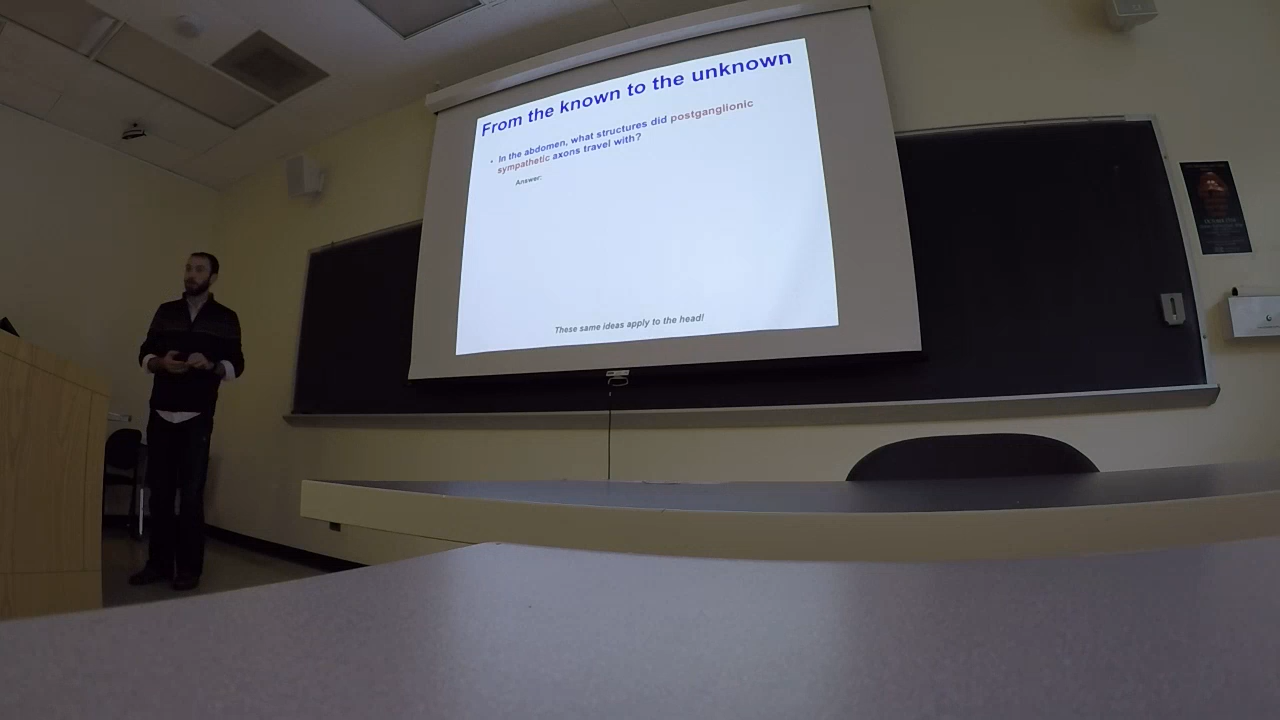 From the known to the unknown
• In the abdomen, what structures did postganglionic
sympathetic axons travel with?
Answer:
These same ideas apply to the head!